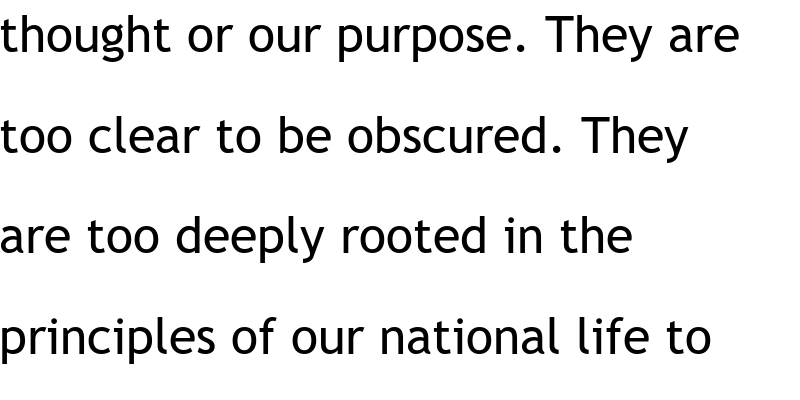 thought or our purpose. They are
too clear to be obscured. They
are too deeply rooted in the
principles of our national life to